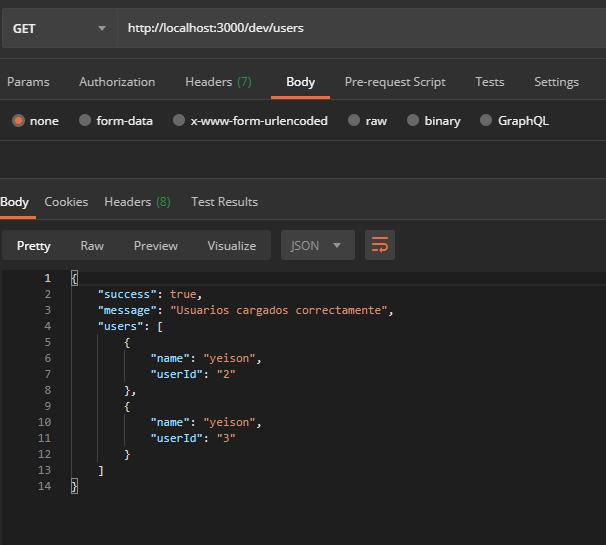 GET http://localhost:3000/dev/users
Params Authorization Headers (7) Body Pre-request Script Tests Settings
none form-data x-www-form-urlencoded raw binary GraphQL
Body Cookies Headers (8) Test Results
Pretty Raw Preview Visualize JSON
1 {
2 "success": true,
3 "message": "Usuarios cargados correctamente",
4 "users": [
5 {
6 "name": "yeison",
7 "userId": "2"
8 },
9 {
10 "name": "yeison",
11 "userId": "3"
12 }
13 ]
14 }